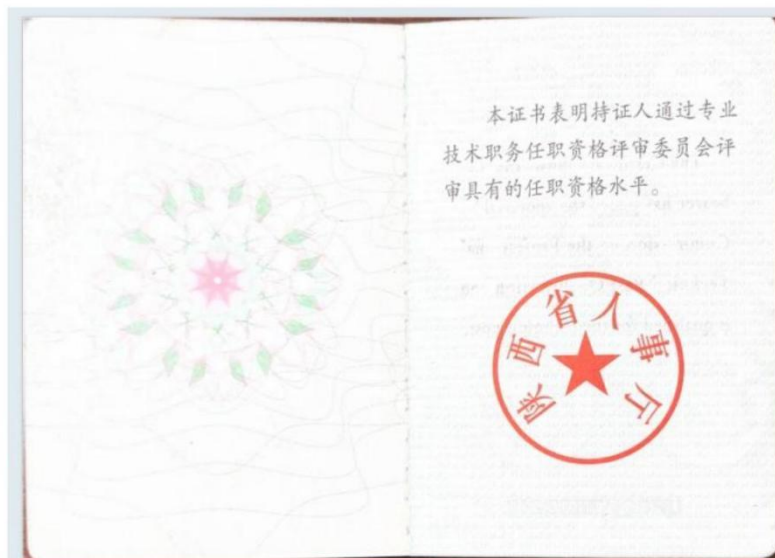 本证书表明持证人通过专业
技术职务任职资格评审委员会评
审具有的任职资格水平。
陕西省人事厅